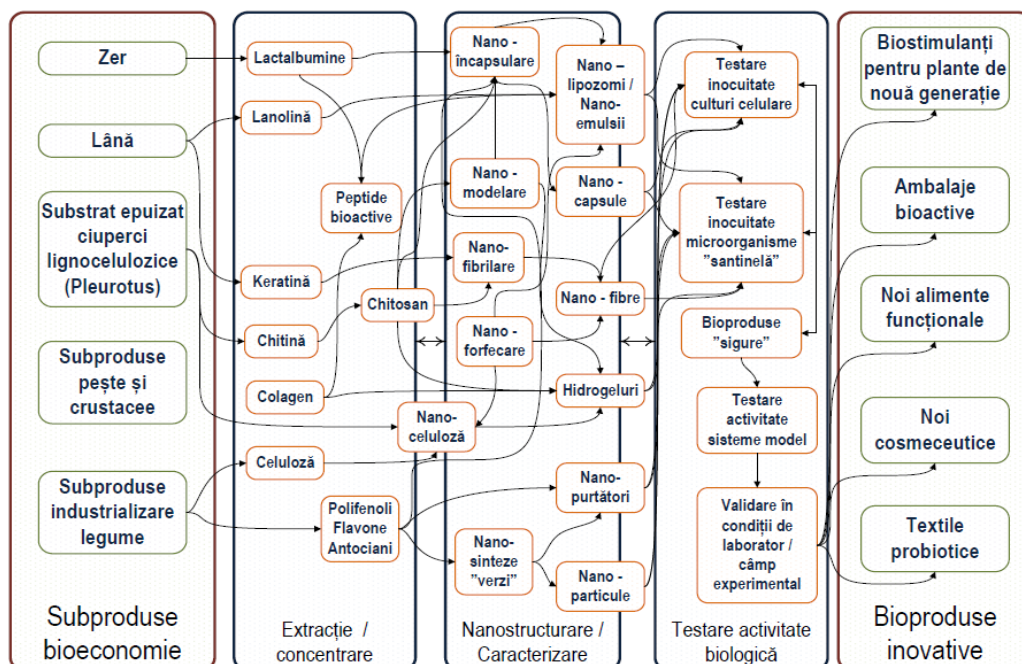 Zer
Lână
Substrat epuizat
ciuperci
lignocelulozice
(Pleurotus)
Subproduse
pește și
crustacee
Subproduse
industrializare
legume
Subproduse
bioeconomie
Lactalbumine
Lanolină
Peptide
bioactive
Keratină
Chitosan
Chitină
Colagen
Nano-
celuloză
Celuloză
Polifenoli
Flavone
Antociani
Extracție /
concentrare
Nano -
încapsulare
Nano –
lipozomi /
Nano-
emulsii
Nano -
modelare
Nano -
capsule
Nano-
fibrilare
Nano - fibre
Nano -
forfecare
Hidrogeluri
Nano-
purtători
Nano-
sinteze
"verzi"
Nano -
particule
Nanostructurare /
Caracterizare
Testare
inocuitate
culturi celulare
Testare
inocuitate
microorganisme
"santinelă"
Bioproduse
"sigure"
Testare
activitate
sisteme model
Validare în
condiții de
laborator /
câmp
experimental
Testare activitate
biologică
Biostimulanți
pentru plante de
nouă generație
Ambalaje
bioactive
Noi alimente
funcționale
Noi
cosmeceutice
Textile
probiotice
Bioproduse
inovative